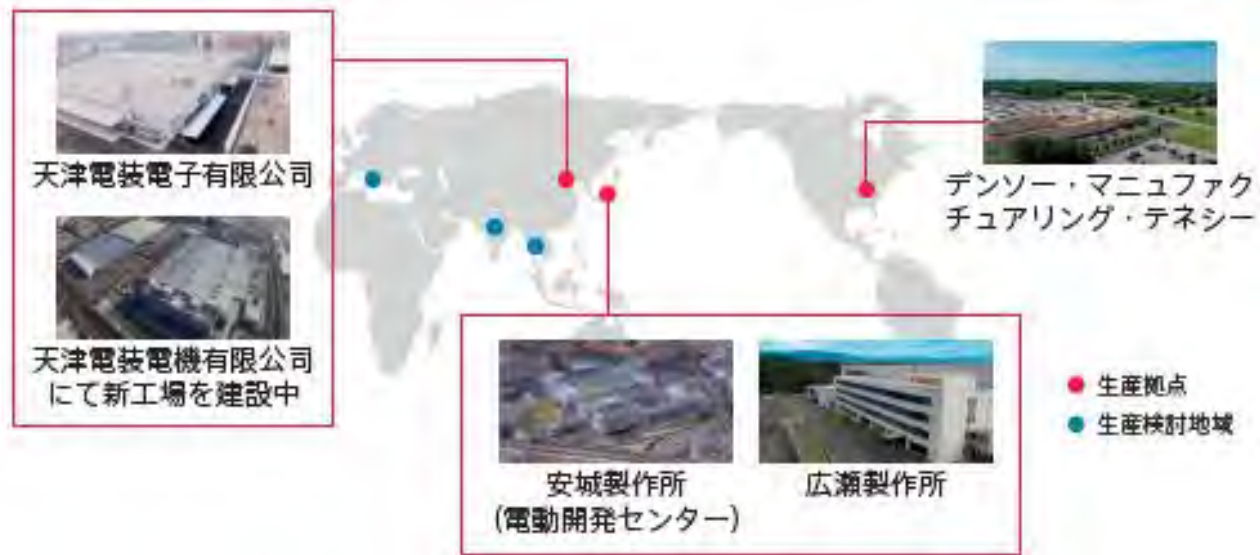 天津電装電子有限公司
天津電装電機有限公司
にて新工場を建設中
デンソー・マニュファク
チュアリング・テネシー
安城製作所
(電動開発センター)
広瀬製作所
生産拠点
生産検討地域